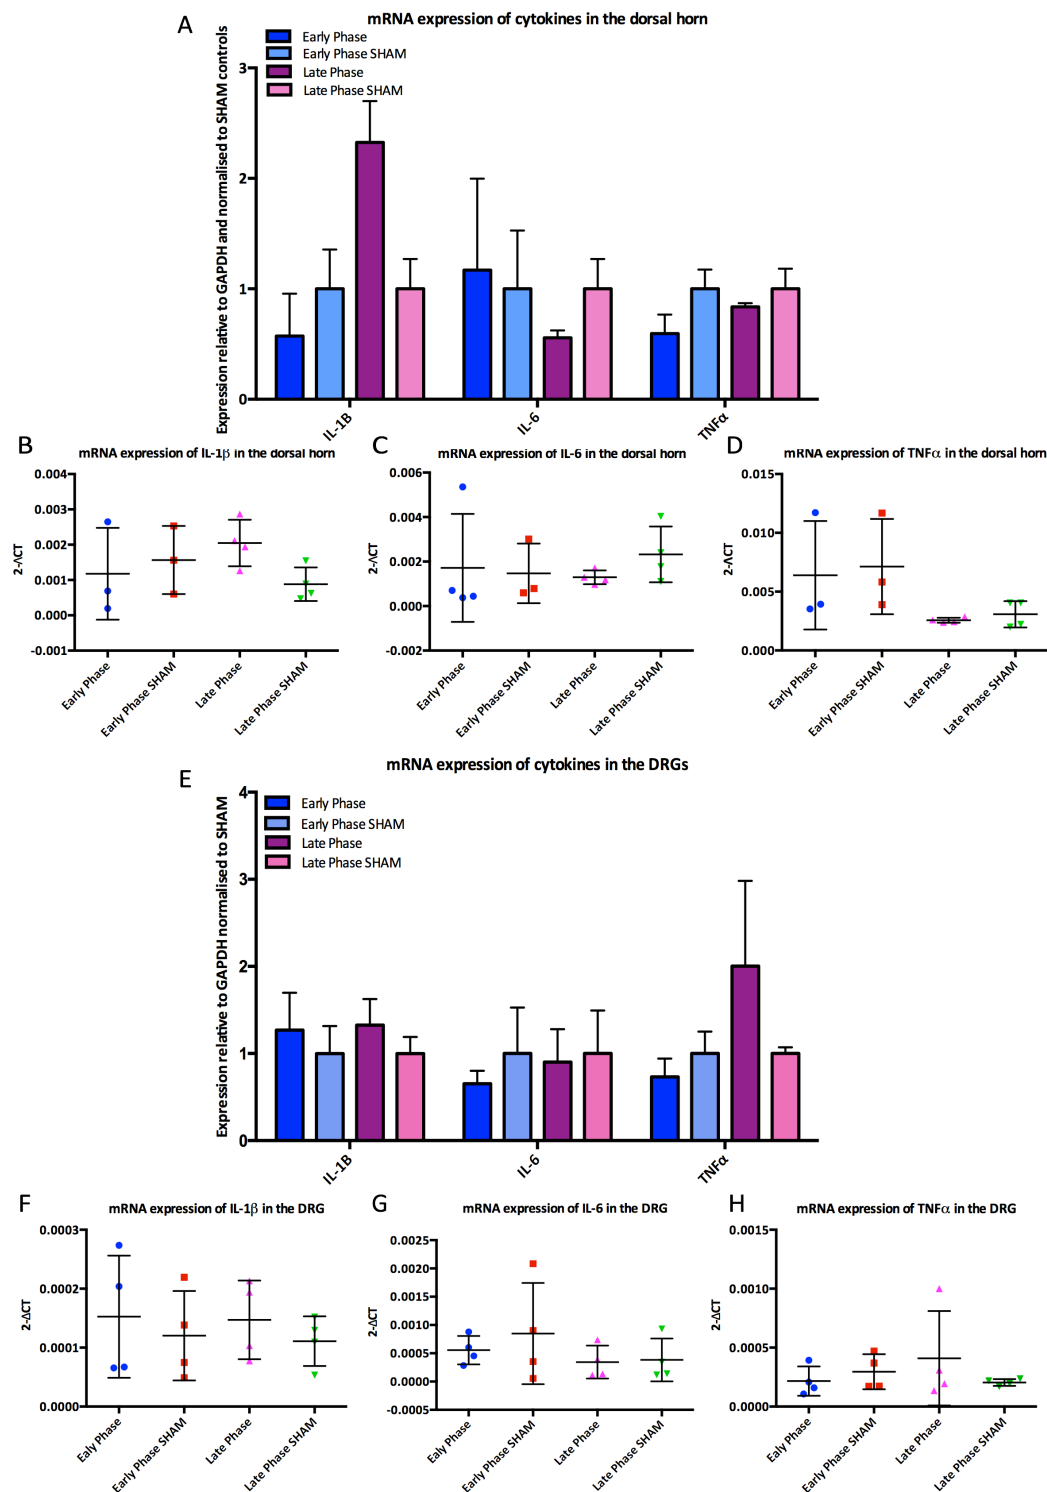 A
mRNA expression of cytokines in the dorsal horn
Early Phase
Early Phase SHAM
Late Phase
Late Phase SHAM
Expression relative to GAPDH and normalised to SHAM controls
3
2
1
0
IL-1B
IL-6
TNFα
B
mRNA expression of IL-1β in the dorsal horn
2-ΛCT
0.004
0.003
0.002
0.001
0.000
-0.001
Early Phase
Early Phase SHAM
Late Phase
Late Phase SHAM
C
mRNA expression of IL-6 in the dorsal horn
2-ΛCT
0.006
0.004
0.002
0.000
-0.002
Early Phase
Early Phase SHAM
Late Phase
Late Phase SHAM
D
mRNA expression of TNFα in the dorsal horn
2-ΛCT
0.015
0.010
0.005
0.000
Early Phase
Early Phase SHAM
Late Phase
Late Phase SHAM
E
mRNA expression of cytokines in the DRGs
Early Phase
Early Phase SHAM
Late Phase
Late Phase SHAM
Expression relative to GAPDH normalised to SHAM
4
3
2
1
0
IL-1B
IL-6
TNFα
F
mRNA expression of IL-1β in the DRG
2-ΔCT
0.0003
0.0002
0.0001
0.0000
Ealy Phase
Early Phase SHAM
Late Phase
Late Phase SHAM
G
mRNA expression of IL-6 in the DRG
2-ΔCT
0.0025
0.0020
0.0015
0.0010
0.0005
0.0000
-0.0005
Ealy Phase
Early Phase SHAM
Late Phase
Late Phase SHAM
H
mRNA expression of TNFα in the DRG
2-ΔCT
0.0015
0.0010
0.0005
0.0000
Ealy Phase
Early Phase SHAM
Late Phase
Late Phase SHAM